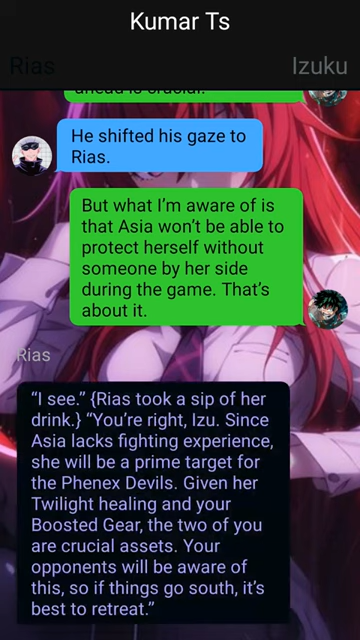 Kumar Ts
Rias
Izuku
ahead is crucial.
He shifted his gaze to
Rias.
But what I’m aware of is
that Asia won’t be able to
protect herself without
someone by her side
during the game. That’s
about it.
Rias
“I see.” {Rias took a sip of her
drink.} “You’re right, Izu. Since
Asia lacks fighting experience,
she will be a prime target for
the Phenex Devils. Given her
Twilight healing and your
Boosted Gear, the two of you
are crucial assets. Your
opponents will be aware of
this, so if things go south, it’s
best to retreat.”